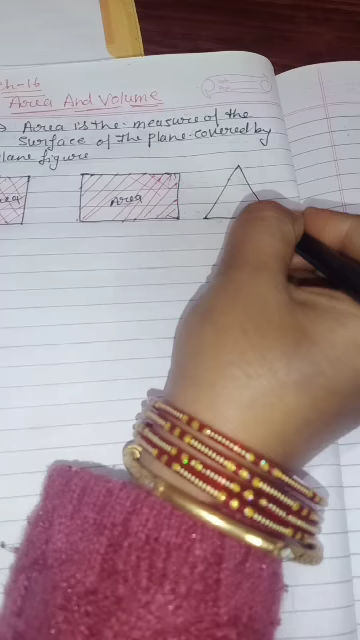 Ch-16
Area And Volume
Area is the measure of the
surface of the plane covered by
plane figure
Area